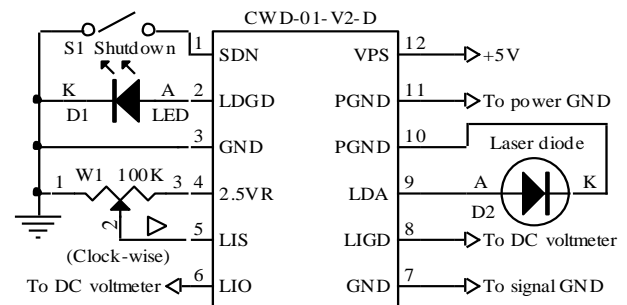 CWD-01-V2-D
S1 Shutdown
1 SDN VPS 12 +5V
K A 2 LDGD PGND 11 To power GND
D1 LED
3 GND PGND 10 Laser diode
W1 100K
1 3 4 2.5VR LDA 9 A K
D2
2
5 LIS LIGD 8 To DC voltmeter
(Clock-wise)
To DC voltmeter 6 LIO GND 7 To signal GND